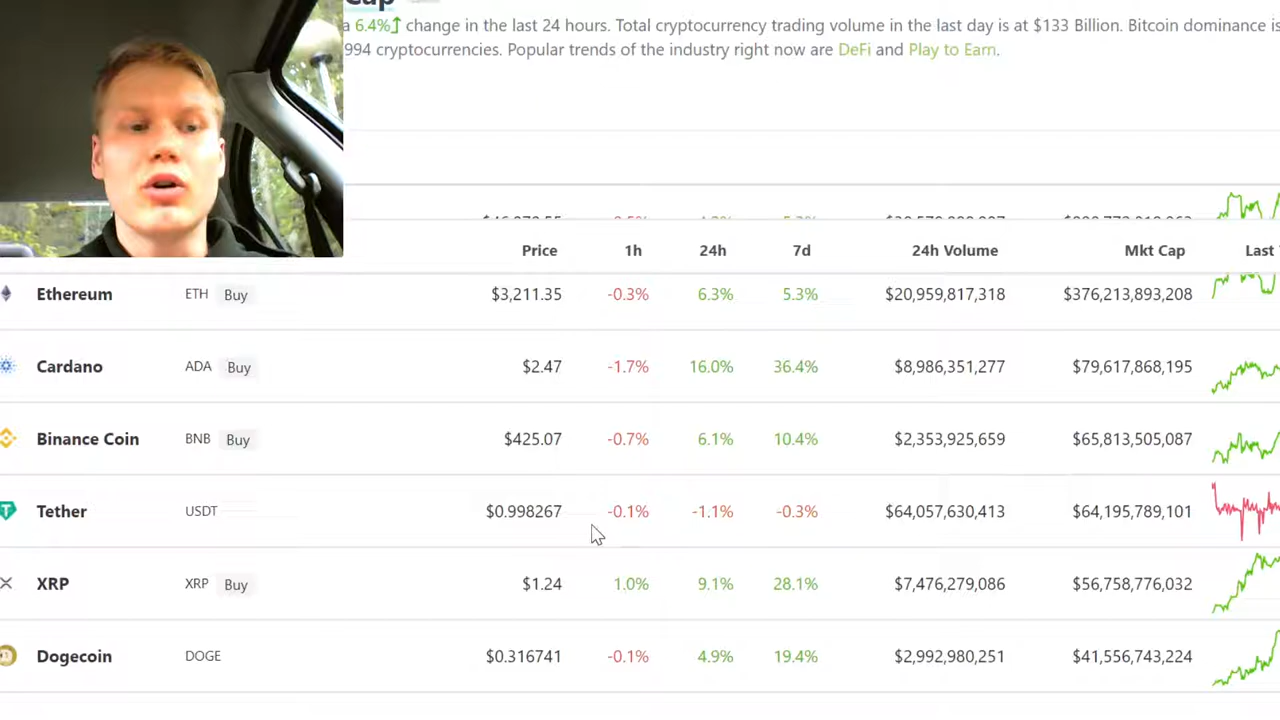 Cap
a 6.4% change in the last 24 hours. Total cryptocurrency trading volume in the last day is at $133 Billion. Bitcoin dominance is
994 cryptocurrencies. Popular trends of the industry right now are DeFi and Play to Earn.
Price 1h 24h 7d 24h Volume Mkt Cap Last
Ethereum ETH Buy $3,211.35 -0.3% 6.3% 5.3% $20,959,817,318 $376,213,893,208
Cardano ADA Buy $2.47 -1.7% 16.0% 36.4% $8,986,351,277 $79,617,868,195
Binance Coin BNB Buy $425.07 -0.7% 6.1% 10.4% $2,353,925,659 $65,813,505,087
Tether USDT $0.998267 -0.1% -1.1% -0.3% $64,057,630,413 $64,195,789,101
XRP XRP Buy $1.24 1.0% 9.1% 28.1% $7,476,279,086 $56,758,776,032
Dogecoin DOGE $0.316741 -0.1% 4.9% 19.4% $2,992,980,251 $41,556,743,224